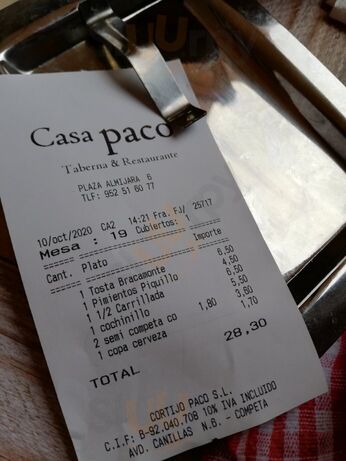 Casa paco
Taberna & Restaurante
PLAZA ALMIJARA 6
TLF: 952 51 60 77
10/oct/2020 CA2 14:21 Fra. FJ/ 25717
Mesa : 19 Cubiertos: 1
Cant. Plato Importe
1 Tosta Bracamonte 6,50
1 Pimientos Piquillo 4,50
1 1/2 Carrillada 6,50
1 cochinillo 5,50
2 semi competa co 1,80 3,60
1 copa cerveza 1,70
TOTAL 28,30
CORTIJO PACO S.L.
C.I.F: B-92.040.708 10% IVA INCLUIDO
AVD. CANILLAS N.8. - COMPETA